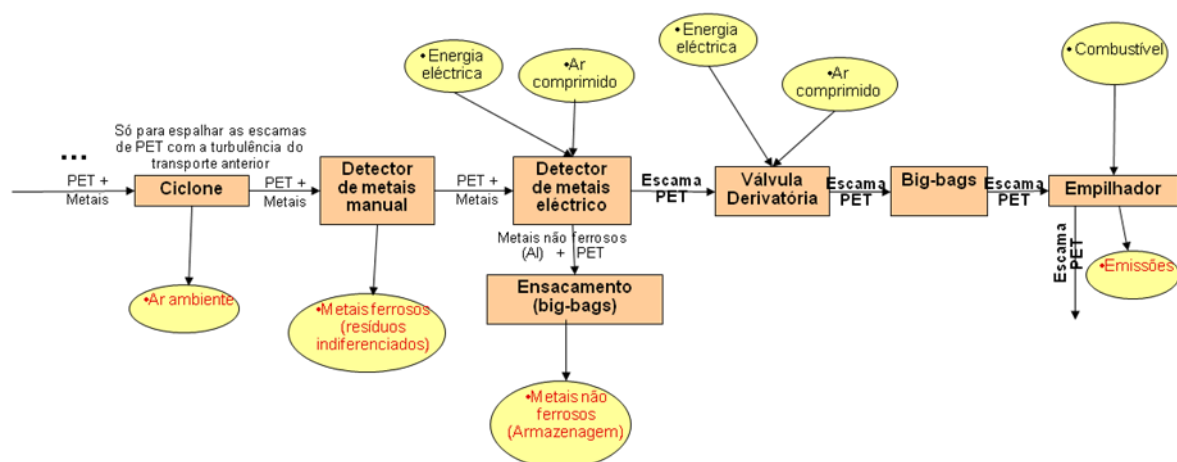 •Energia
eléctrica
•Ar
comprimido
•Energia
eléctrica
•Ar
comprimido
•Combustível
...
Só para espalhar as escamas
de PET com a turbulência do
transporte anterior
PET +
Metais
Ciclone
PET +
Metais
Detector
de metais
manual
PET +
Metais
Detector
de metais
eléctrico
Escama
PET
Válvula
Derivatória
Escama
PET
Big-bags
Escama
PET
Empilhador
Escama
PET
•Emissões
Metais não ferrosos
(Al) + PET
Ensacamento
(big-bags)
•Ar ambiente
•Metais ferrosos
(resíduos
indiferenciados)
•Metais não
ferrosos
(Armazenagem)